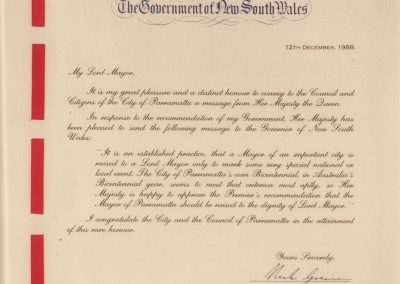 The Government of New South Wales
12TH DECEMBER, 1988.
My Lord Mayor,
It is my great pleasure and a distinct honour to convey to the Council and
Citizens of the City of Parramatta a message from Her Majesty the Queen.
In response to the recommendation of my Government, Her Majesty has
been pleased to send the following message to the Governor of New South
Wales:
"It is an established practice, that a Mayor of an important city is
raised to a Lord Mayor only to mark some very special national or
local event. The City of Parramatta's own Bicentennial, in Australia's
Bicentennial year, seems to meet that criterion most aptly, so Her
Majesty is happy to approve the Premier's recommendation that the
Mayor of Parramatta should be raised to the dignity of Lord Mayor."
I congratulate the City and the Council of Parramatta in the attainment
of this rare honour.
Yours Sincerely,